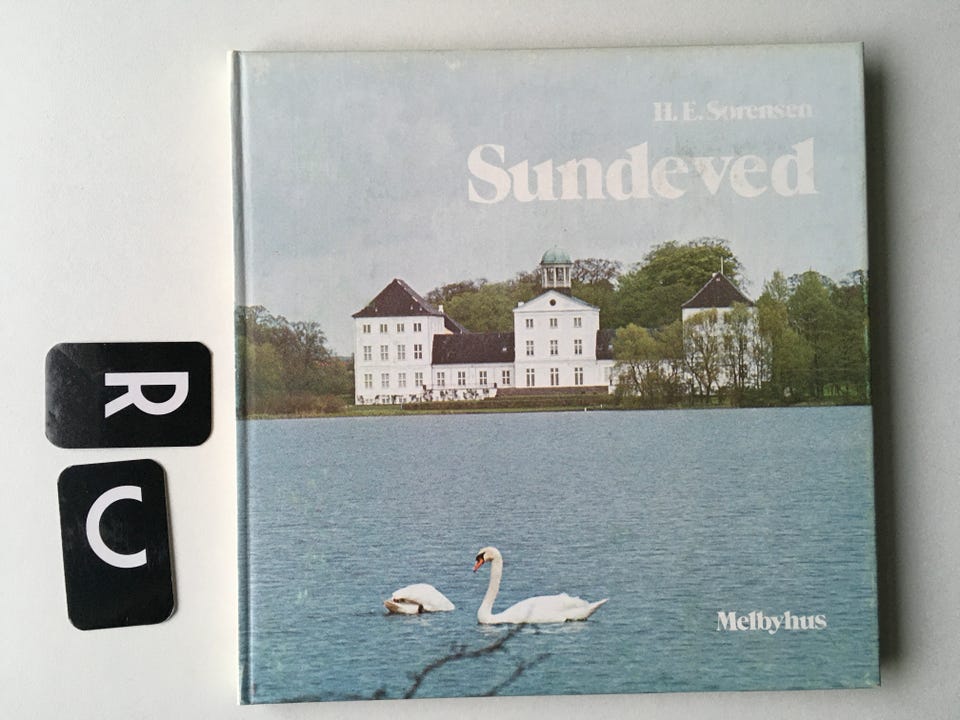 H. E. Sørensen
Sundeved
Melbyhus
R
C